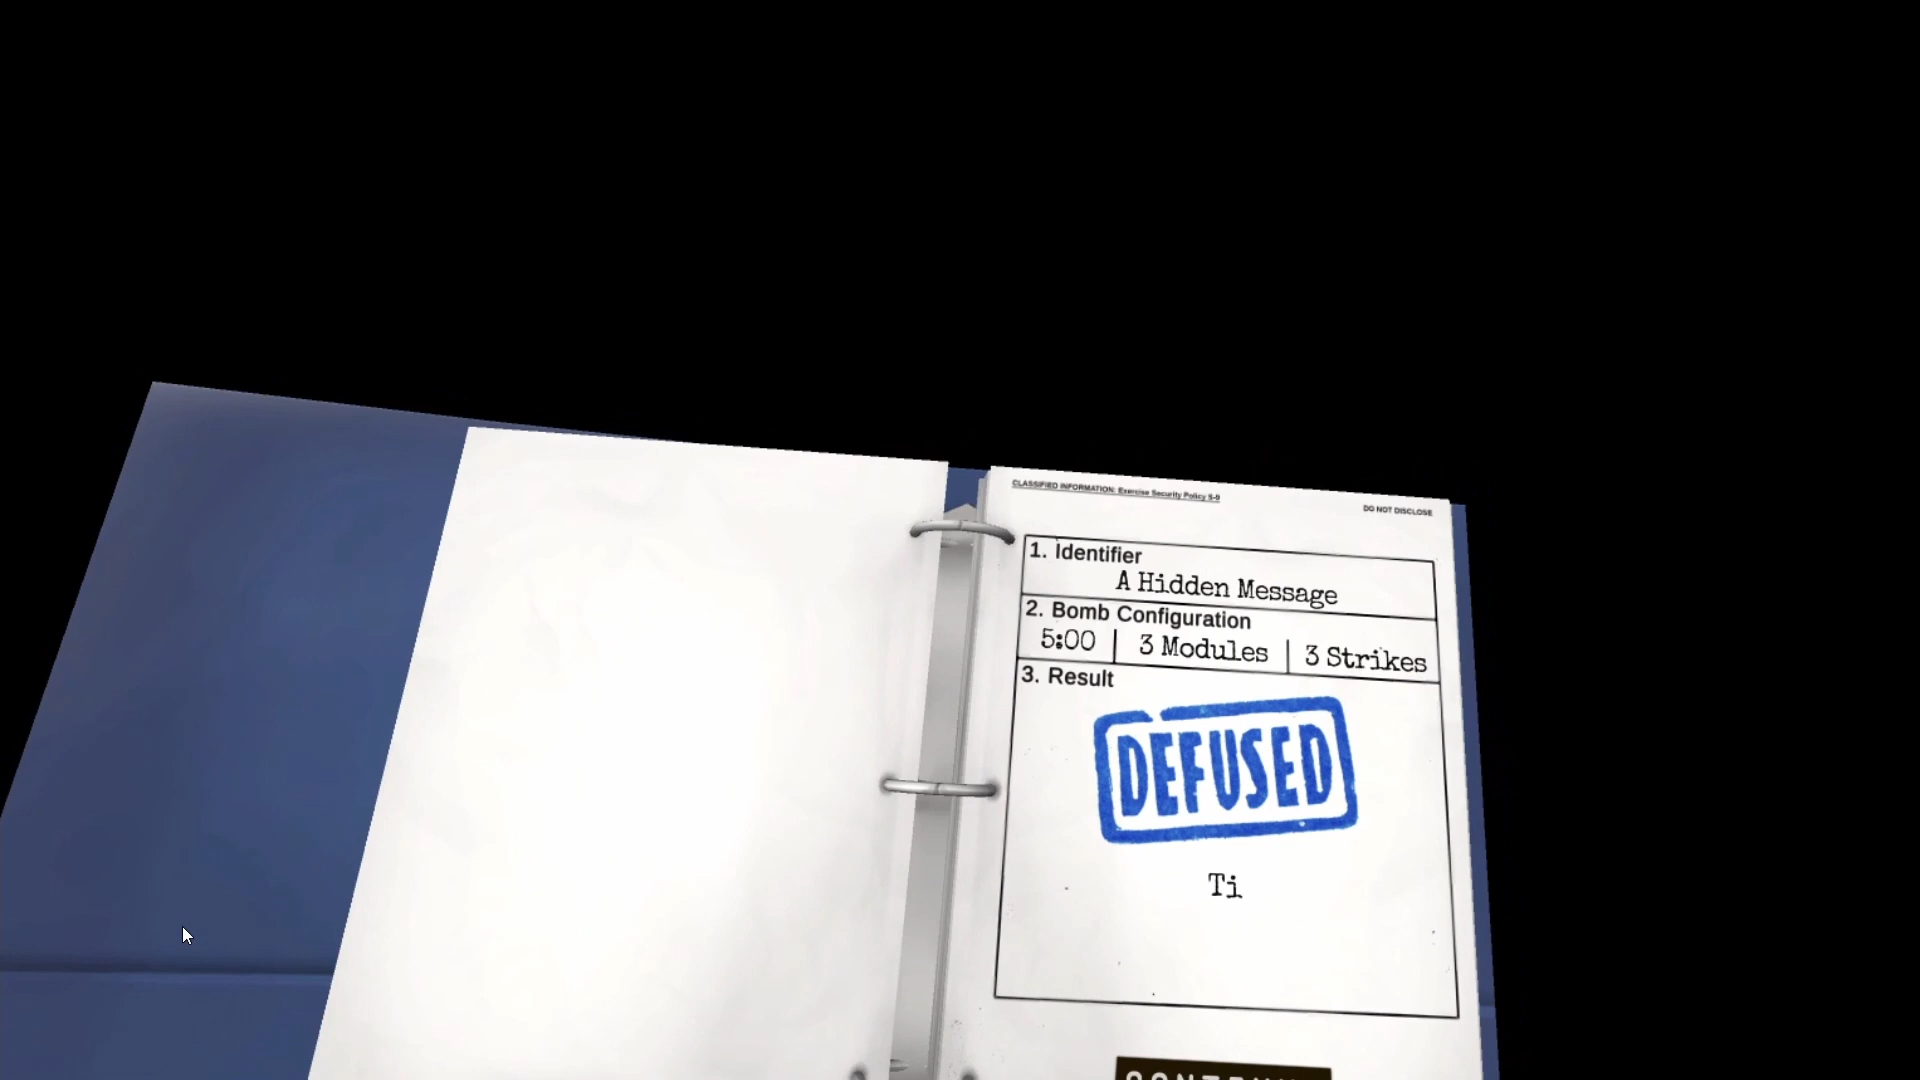 CLASSIFIED INFORMATION: Exercise Security Policy S-9
DO NOT DISCLOSE
1. Identifier
A Hidden Message
2. Bomb Configuration
5:00 | 3 Modules | 3 Strikes
3. Result
DEFUSED
Ti